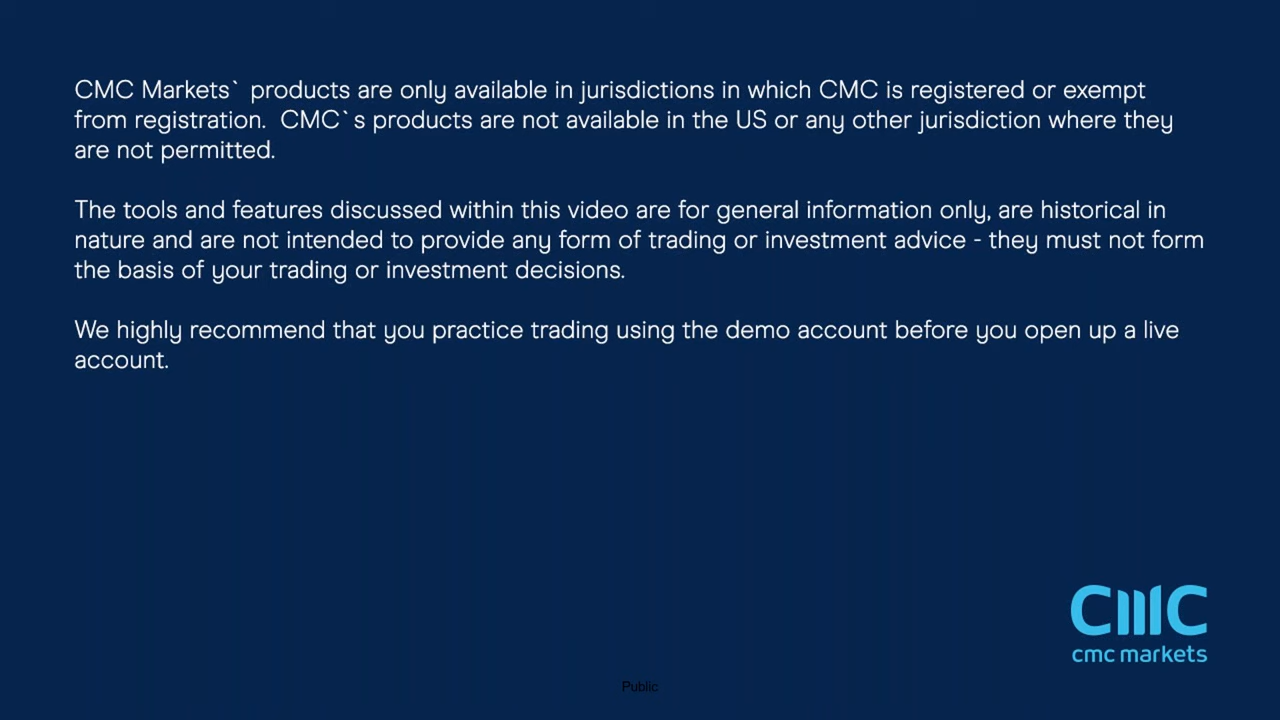 CMC Markets` products are only available in jurisdictions in which CMC is registered or exempt
from registration.  CMC`s products are not available in the US or any other jurisdiction where they
are not permitted.
The tools and features discussed within this video are for general information only, are historical in
nature and are not intended to provide any form of trading or investment advice - they must not form
the basis of your trading or investment decisions.
We highly recommend that you practice trading using the demo account before you open up a live
account.
CMC
cmc markets
Public